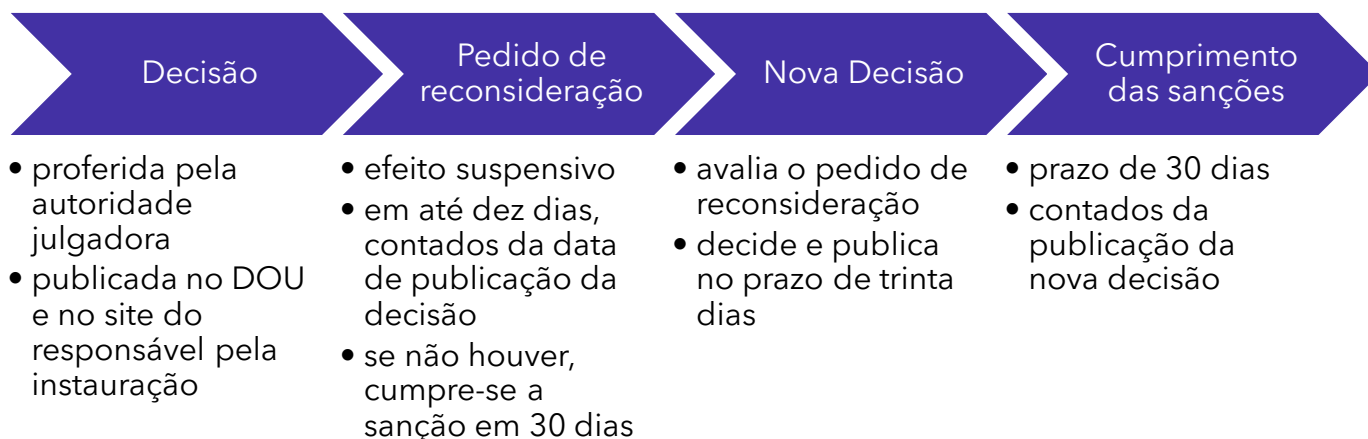 Decisão
Pedido de
reconsideração
Nova Decisão
Cumprimento
das sanções
• proferida pela
autoridade
julgadora
• publicada no DOU
e no site do
responsável pela
instauração
• efeito suspensivo
• em até dez dias,
contados da data
de publicação da
decisão
• se não houver,
cumpre-se a
sanção em 30 dias
• avalia o pedido de
reconsideração
• decide e publica
no prazo de trinta
dias
• prazo de 30 dias
• contados da
publicação da
nova decisão